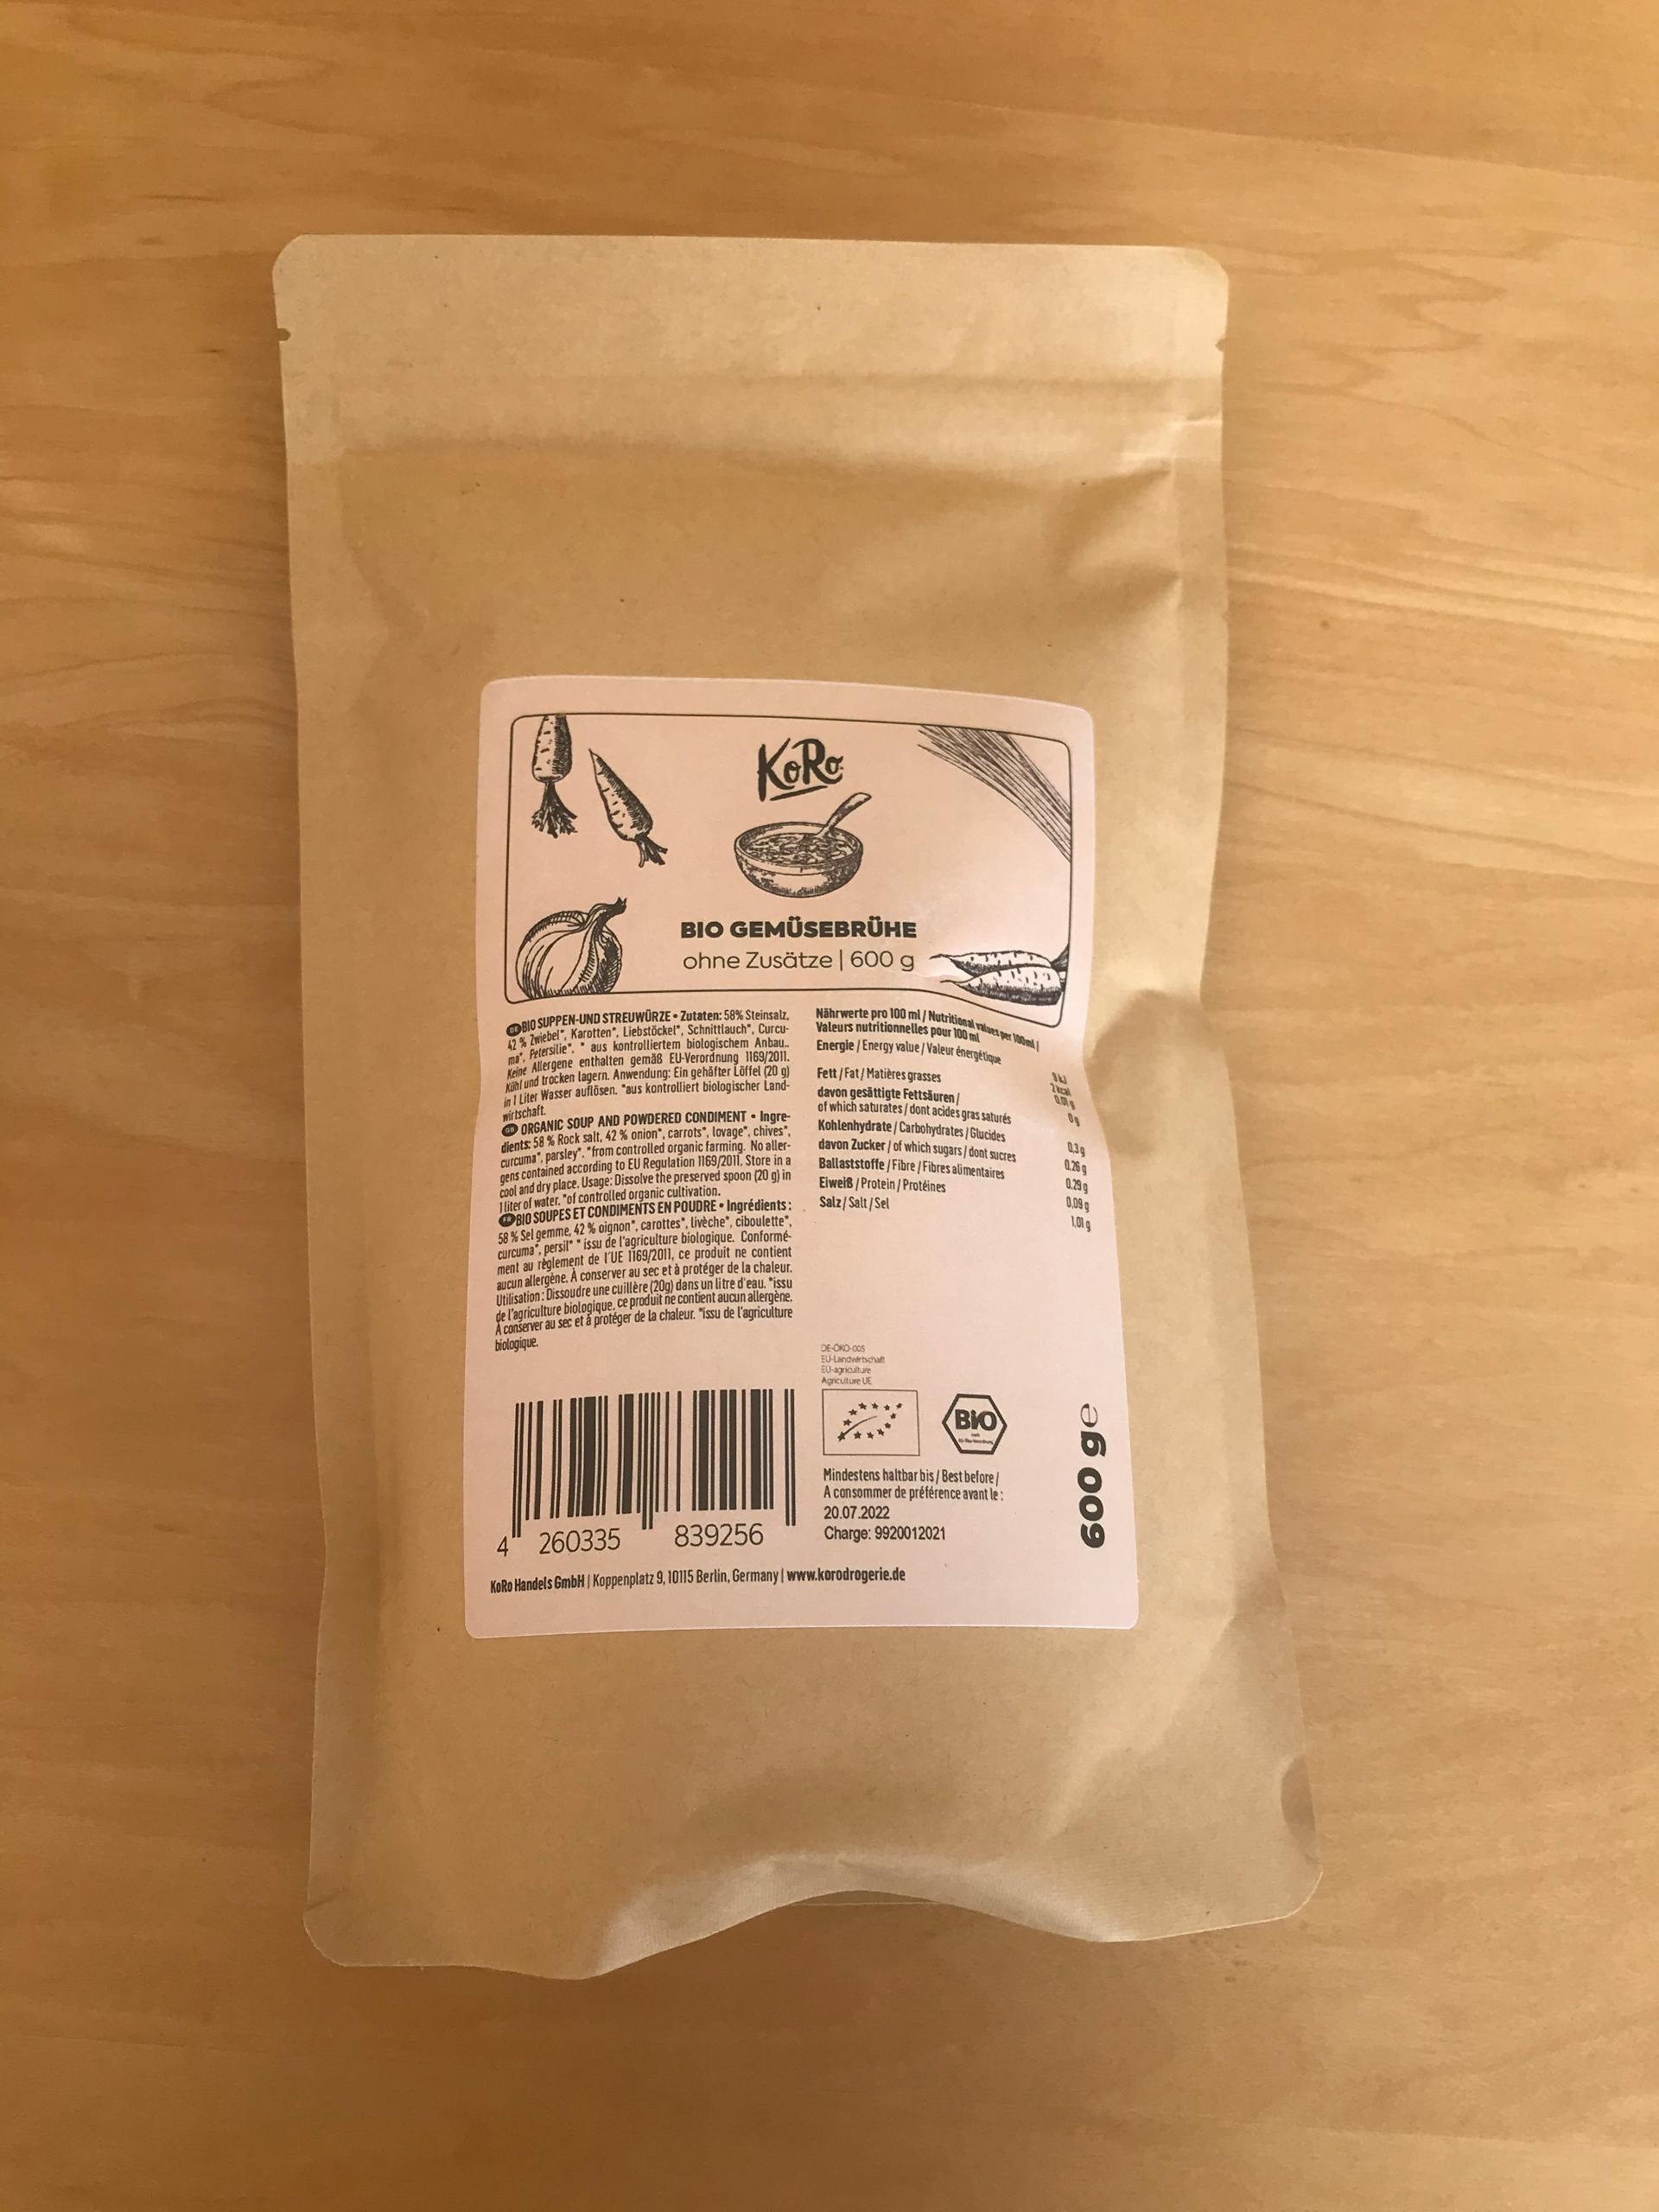 KoRo
BIO GEMÜSEBRÜHE
ohne Zusätze | 600 g
DE BIO SUPPEN-UND STREUWÜRZE • Zutaten: 58% Steinsalz,
42 % Zwiebel*, Karotten*, Liebstöckel*, Schnittlauch*, Curcu-
ma*, Petersilie*. * aus kontrolliertem biologischem Anbau..
Keine Allergene enthalten gemäß EU-Verordnung 1169/2011.
Kühl und trocken lagern. Anwendung: Ein gehäfter Löffel (20 g)
in 1 Liter Wasser auflösen. *aus kontrolliert biologischer Land-
wirtschaft.
GB ORGANIC SOUP AND POWDERED CONDIMENT • Ingre-
dients: 58 % Rock salt, 42 % onion*, carrots*, lovage*, chives*,
curcuma*, parsley*. *from controlled organic farming. No aller-
gens contained according to EU Regulation 1169/2011. Store in a
cool and dry place. Usage: Dissolve the preserved spoon (20 g) in
1 liter of water. *of controlled organic cultivation.
FR BIO SOUPES ET CONDIMENTS EN POUDRE • Ingrédients:
58 % Sel gemme, 42 % oignon*, carottes*, livèche*, ciboulette*,
curcuma*, persil* * issu de l'agriculture biologique. Conformé-
ment au règlement de l'UE 1169/2011, ce produit ne contient
aucun allergène. À conserver au sec et à protéger de la chaleur.
Utilisation: Dissoudre une cuillère (20g) dans un litre d'eau. *issu
de l'agriculture biologique, ce produit ne contient aucun allergène.
À conserver au sec et à protéger de la chaleur. *issu de l'agriculture
biologique.
Nährwerte pro 100 ml / Nutritional values per 100ml /
Valeurs nutritionnelles pour 100 ml
Energie / Energy value / Valeur énergétique
9 kJ
2 kcal
Fett / Fat / Matières grasses
0,01 g
davon gesättigte Fettsäuren /
of which saturates / dont acides gras saturés
0 g
Kohlenhydrate / Carbohydrates / Glucides
0,3 g
davon Zucker / of which sugars / dont sucres
0,26 g
Ballaststoffe / Fibre / Fibres alimentaires
0,29 g
Eiweiß / Protein / Protéines
0,09 g
Salz / Salt / Sel
1,01 g
DE-ÖKO-005
EU-Landwirtschaft
EU-agriculture
Agriculture UE
BIO
nach
Mindestens haltbar bis / Best before /
A consommer de préférence avant le :
20.07.2022
Charge: 9920012021
600 g e
4 260335 839256
KoRo Handels GmbH | Koppenplatz 9, 10115 Berlin, Germany | www.korodrogerie.de